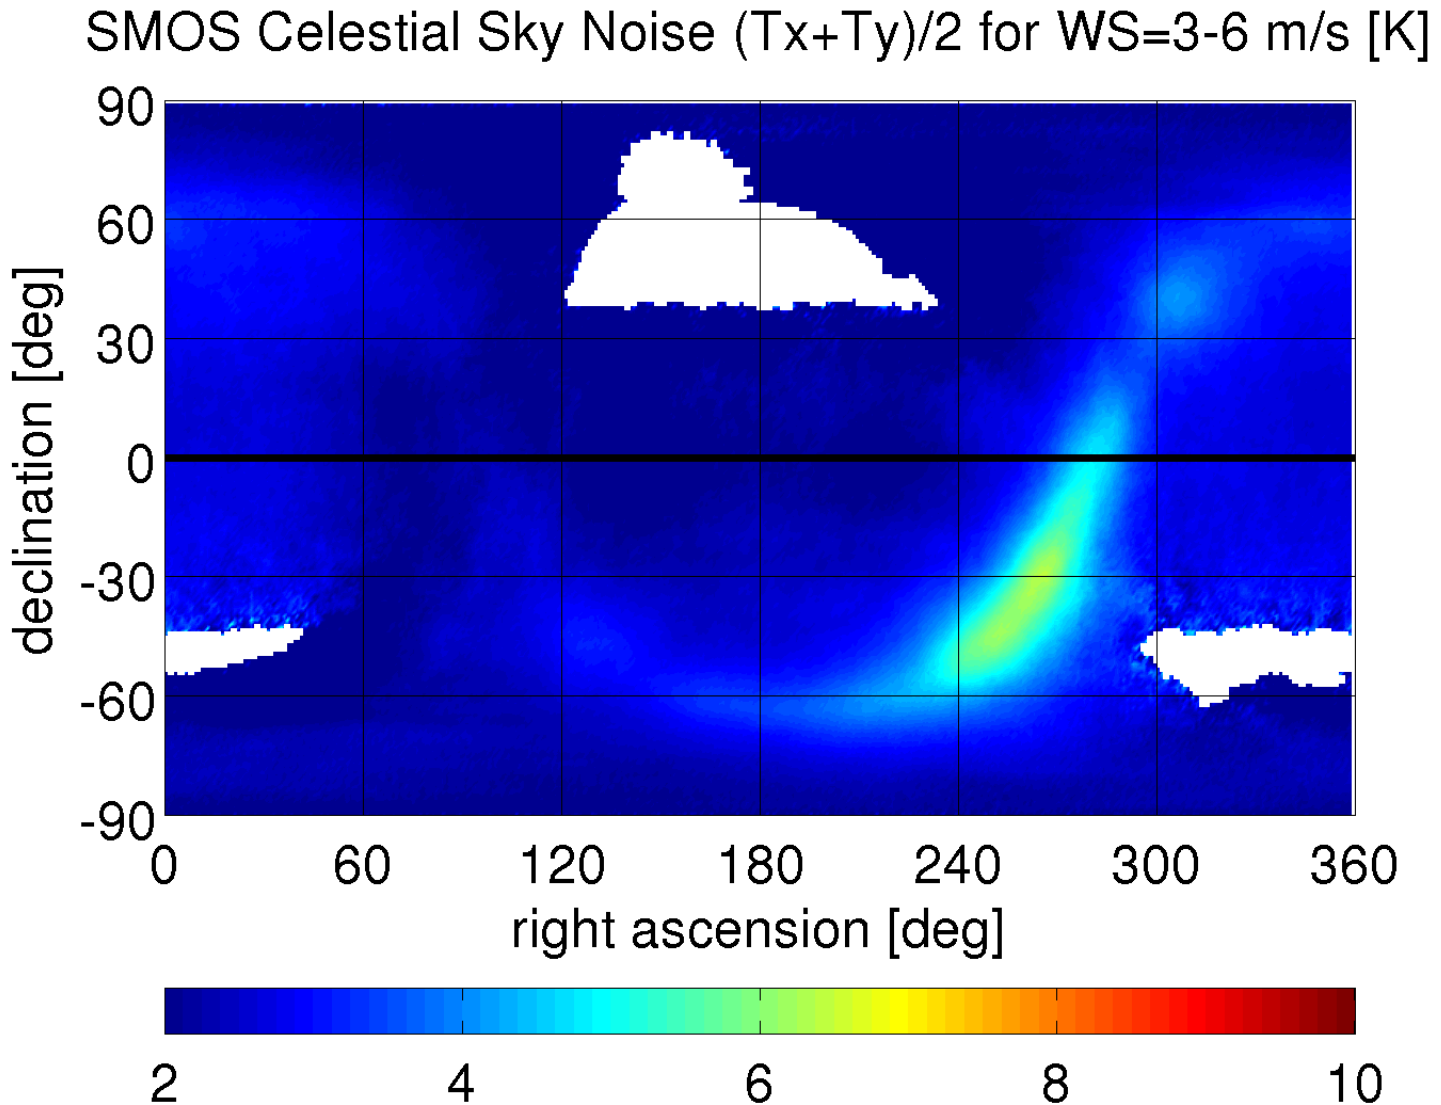 SMOS Celestial Sky Noise (Tx+Ty)/2 for WS=3-6 m/s [K]
90
60
30
0
-30
-60
-90
declination [deg]
0 60 120 180 240 300 360
right ascension [deg]
2 4 6 8 10